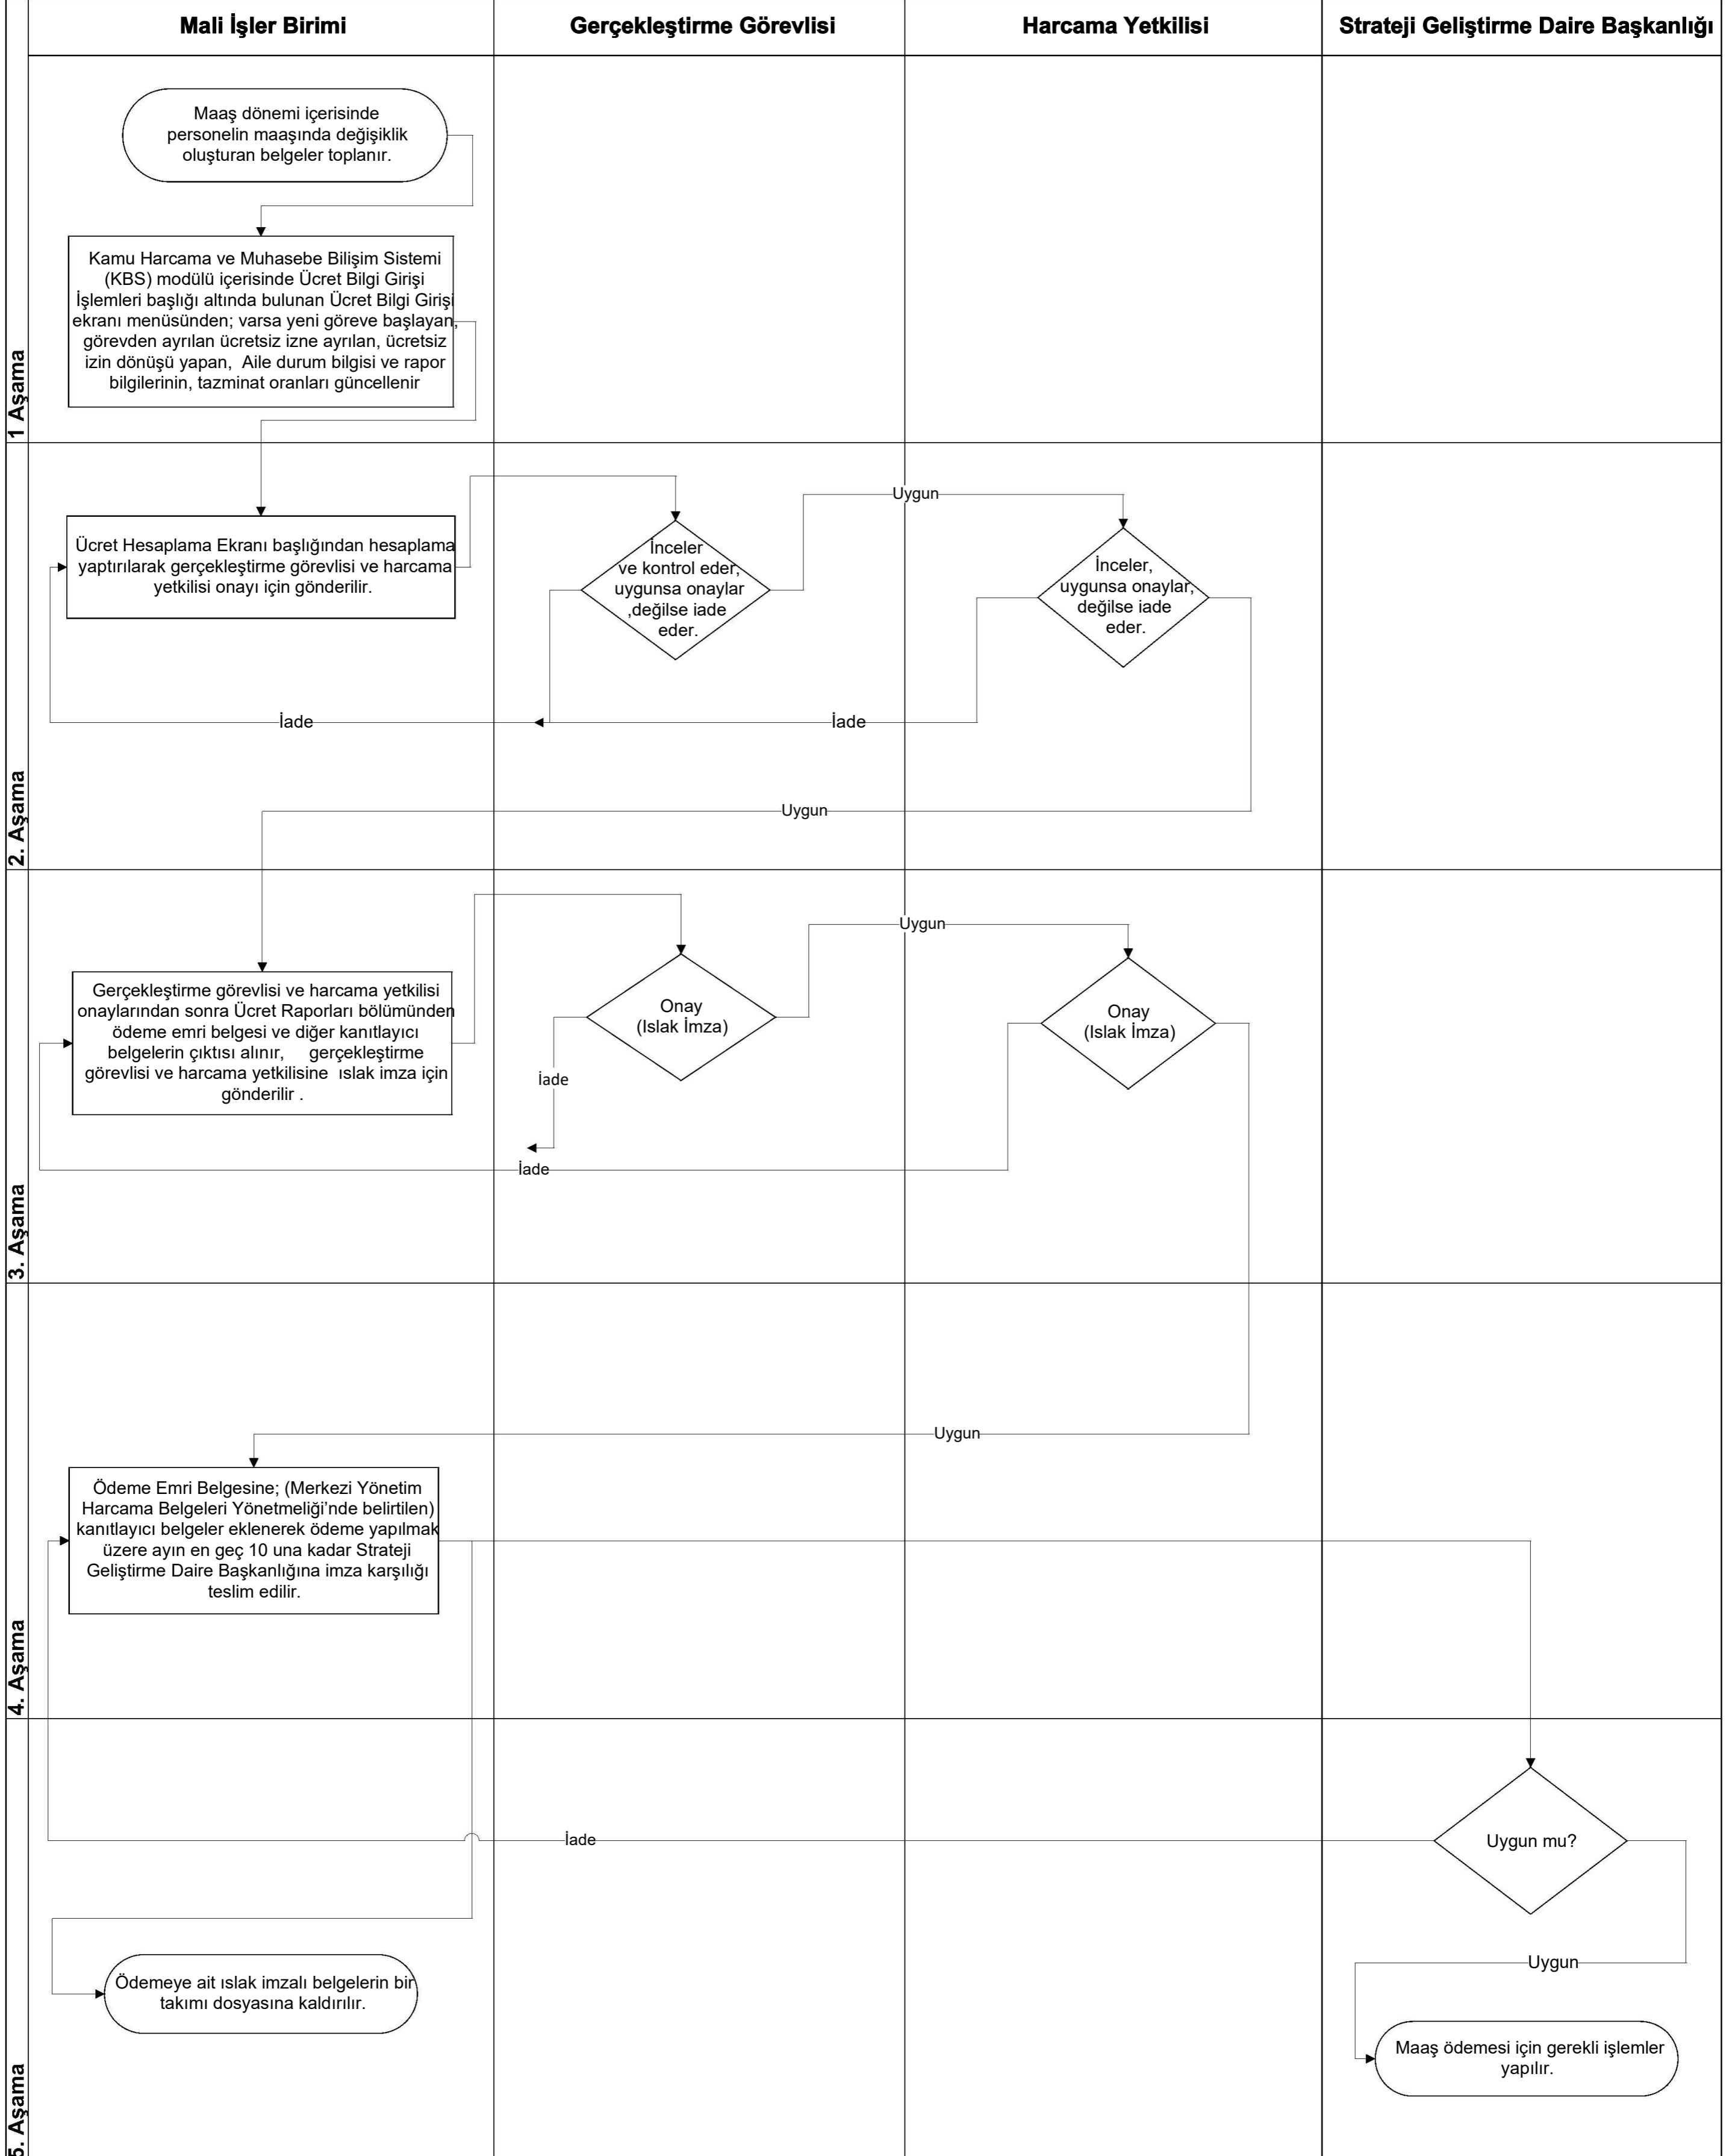 Mali İşler Birimi
Gerçekleştirme Görevlisi
Harcama Yetkilisi
Strateji Geliştirme Daire Başkanlığı
1 Aşama
Maaş dönemi içerisinde
personelin maaşında değişiklik
oluşturan belgeler toplanır.
Kamu Harcama ve Muhasebe Bilişim Sistemi
(KBS) modülü içerisinde Ücret Bilgi Girişi
İşlemleri başlığı altında bulunan Ücret Bilgi Girişi
ekranı menüsünden; varsa yeni göreve başlayan,
görevden ayrılan ücretsiz izne ayrılan, ücretsiz
izin dönüşü yapan, Aile durum bilgisi ve rapor
bilgilerinin, tazminat oranları güncellenir
2. Aşama
Ücret Hesaplama Ekranı başlığından hesaplama
yaptırılarak gerçekleştirme görevlisi ve harcama
yetkilisi onayı için gönderilir.
İnceler
ve kontrol eder,
uygunsa onaylar
,değilse iade
eder.
Uygun
İnceler,
uygunsa onaylar,
değilse iade
eder.
İade
İade
Uygun
3. Aşama
Gerçekleştirme görevlisi ve harcama yetkilisi
onaylarından sonra Ücret Raporları bölümünden
ödeme emri belgesi ve diğer kanıtlayıcı
belgelerin çıktısı alınır, gerçekleştirme
görevlisi ve harcama yetkilisine ıslak imza için
gönderilir .
Onay
(Islak İmza)
Uygun
Onay
(Islak İmza)
İade
İade
4. Aşama
Uygun
Ödeme Emri Belgesine; (Merkezi Yönetim
Harcama Belgeleri Yönetmeliği’nde belirtilen)
kanıtlayıcı belgeler eklenerek ödeme yapılmak
üzere ayın en geç 10 una kadar Strateji
Geliştirme Daire Başkanlığına imza karşılığı
teslim edilir.
5. Aşama
Uygun mu?
İade
Uygun
Ödemeye ait ıslak imzalı belgelerin bir
takımı dosyasına kaldırılır.
Maaş ödemesi için gerekli işlemler
yapılır.